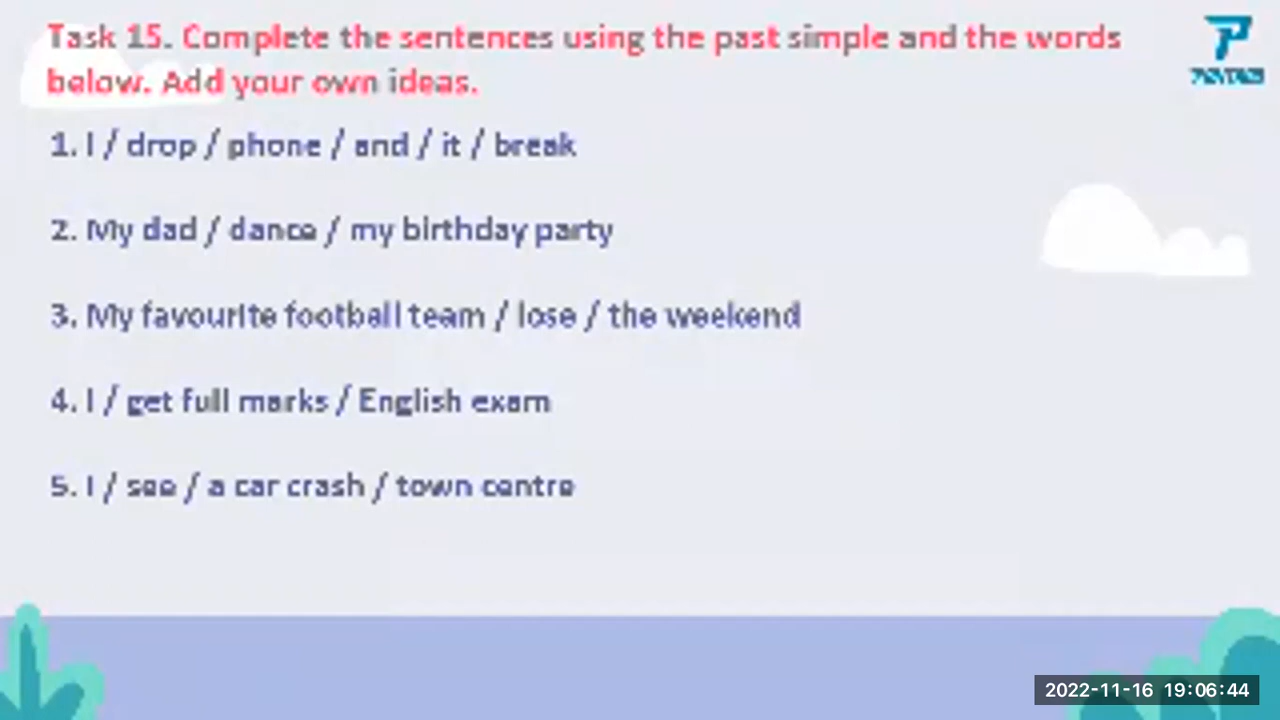 Task 15. Complete the sentences using the past simple and the words
below. Add your own ideas.
1. I / drop / phone / and / it / break
2. My dad / dance / my birthday party
3. My favourite football team / lose / the weekend
4. I / get full marks / English exam
5. I / see / a car crash / town centre
2022-11-16 19:06:44